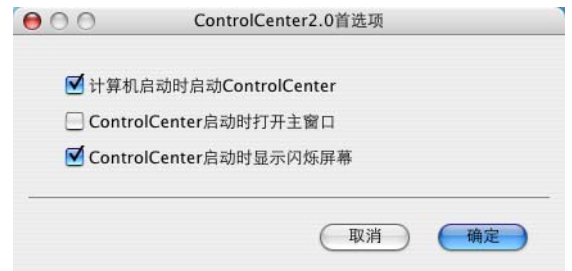 ControlCenter2.0首选项
计算机启动时启动ControlCenter
ControlCenter启动时打开主窗口
ControlCenter启动时显示闪烁屏幕
取消 确定